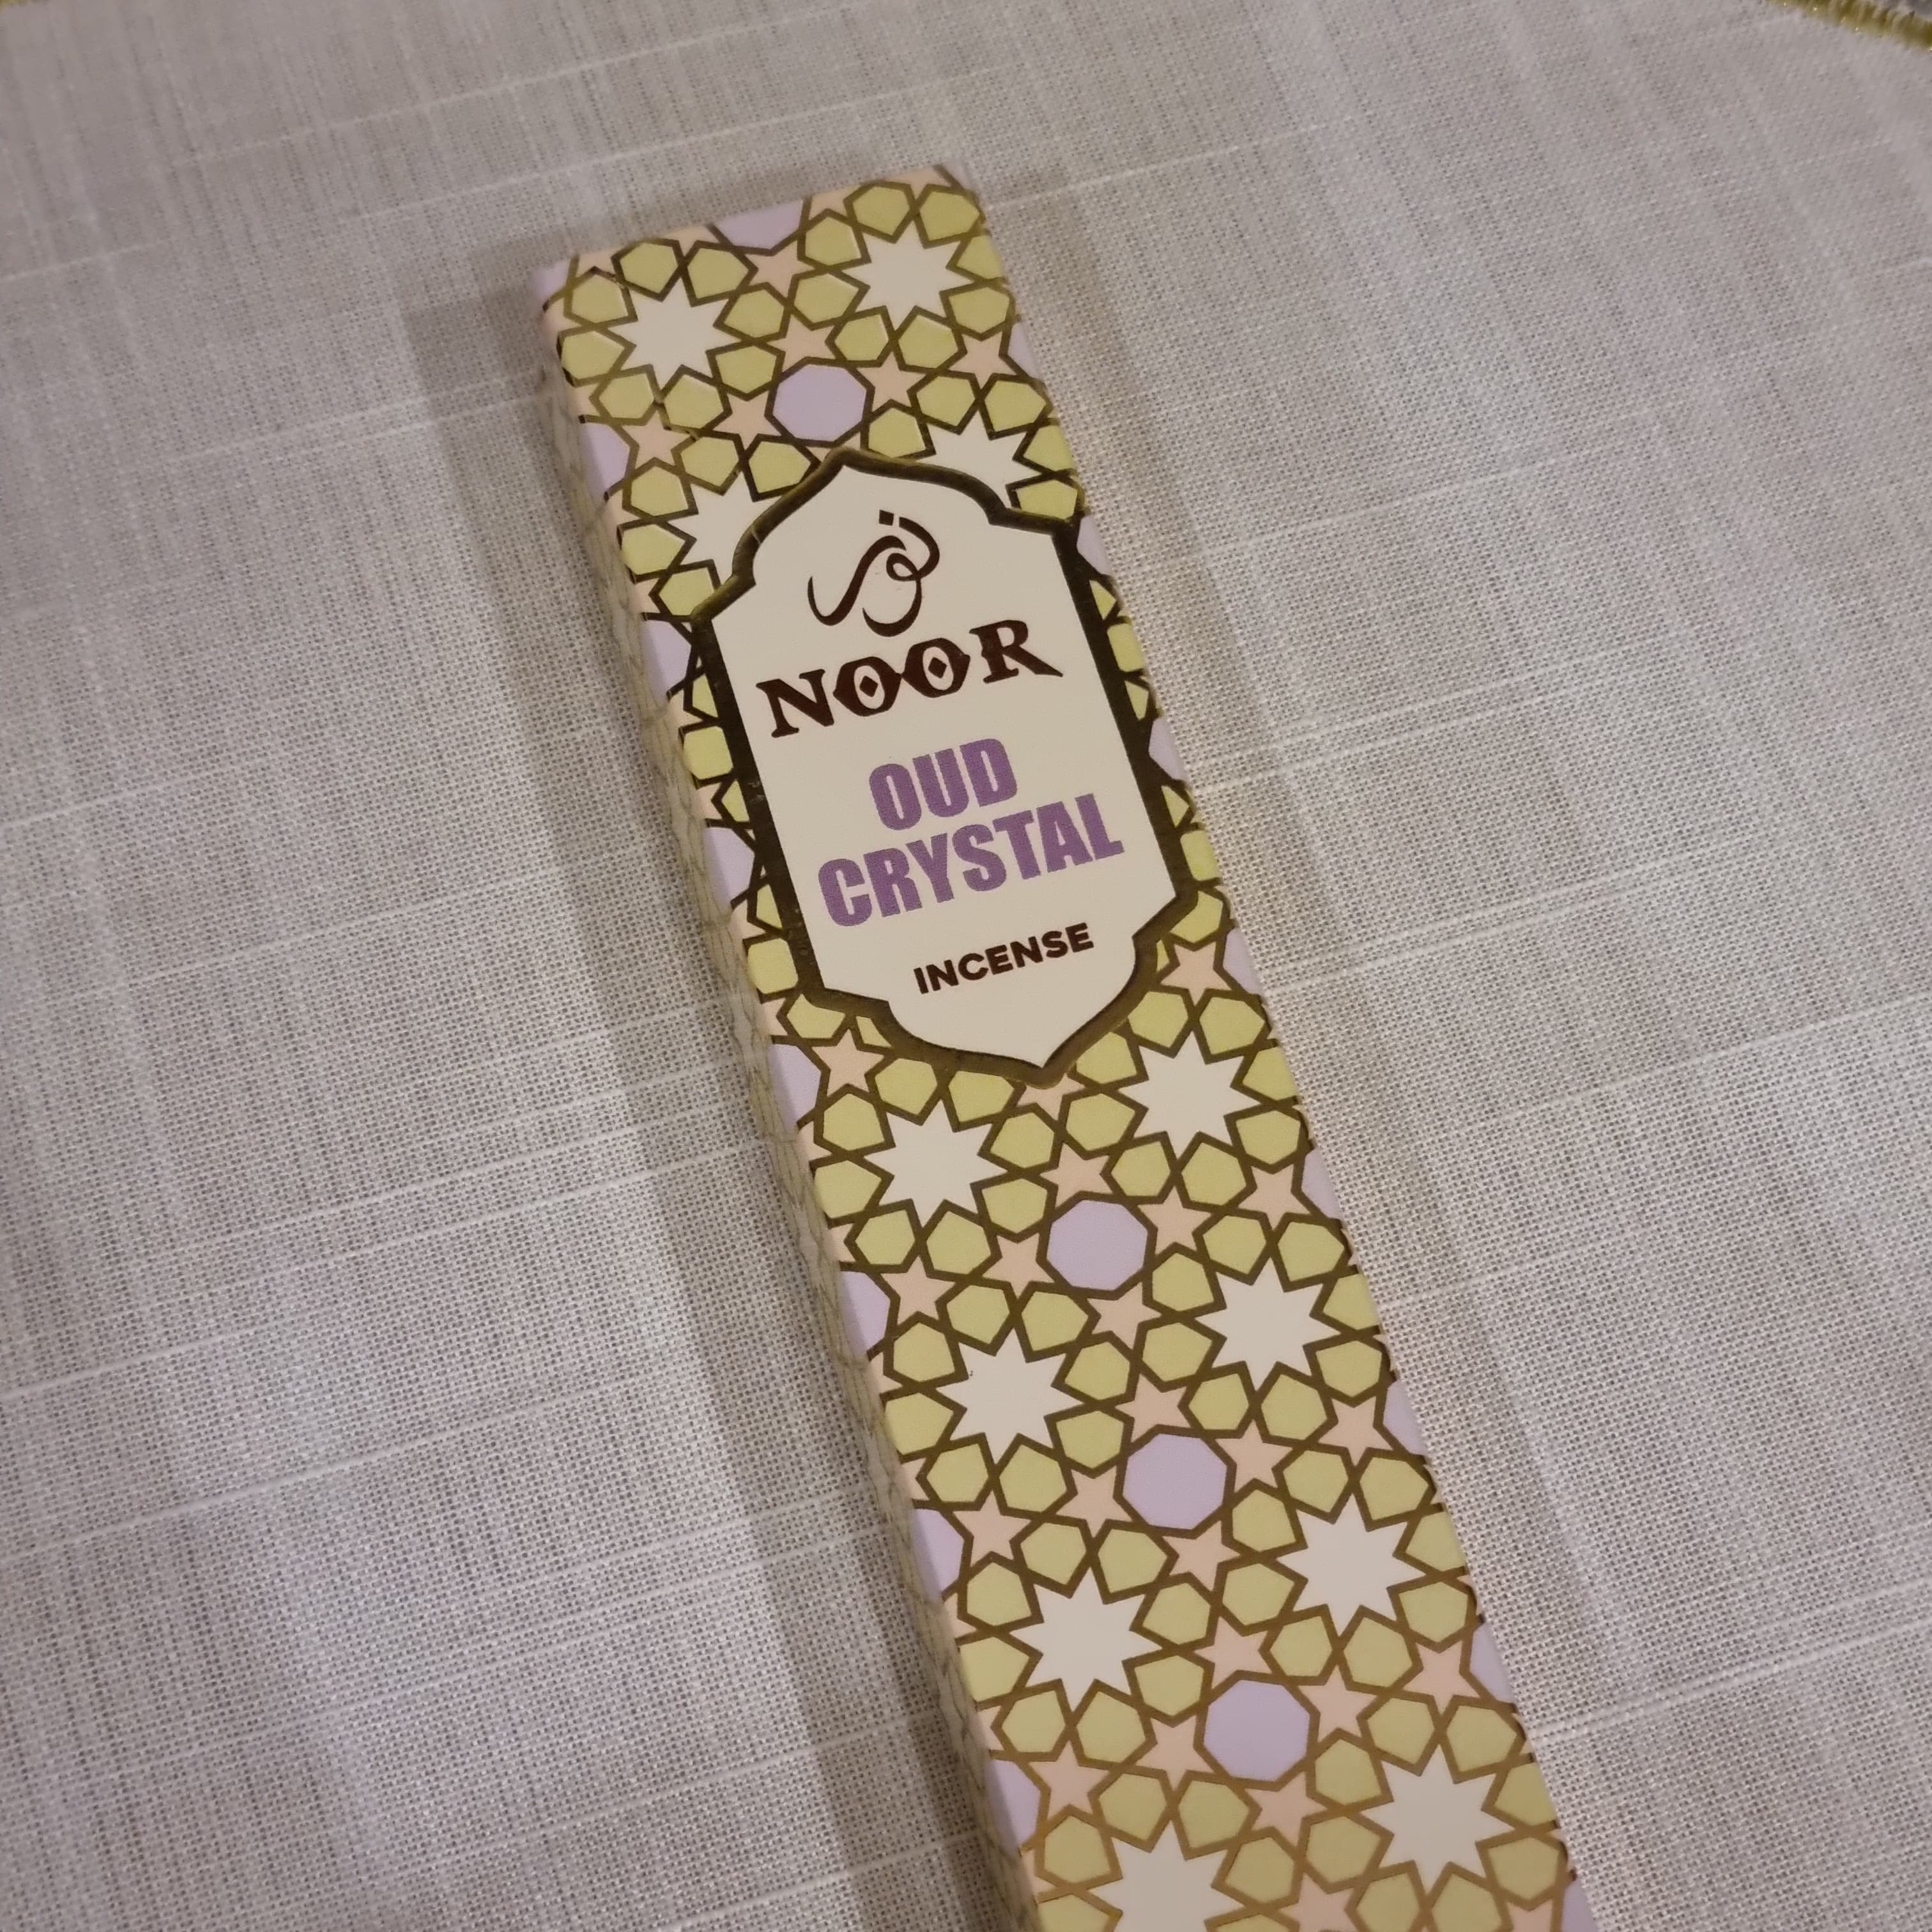 نور
NOOR
OUD
CRYSTAL
INCENSE